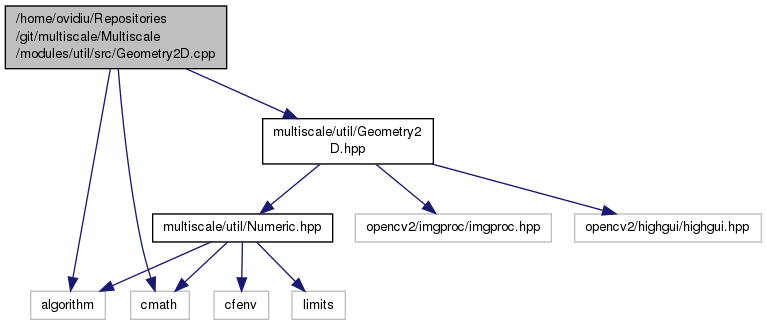 /home/ovidiu/Repositories
/git/multiscale/Multiscale
/modules/util/src/Geometry2D.cpp
multiscale/util/Geometry2
D.hpp
multiscale/util/Numeric.hpp
opencv2/imgproc/imgproc.hpp
opencv2/highgui/highgui.hpp
algorithm
cmath
cfenv
limits